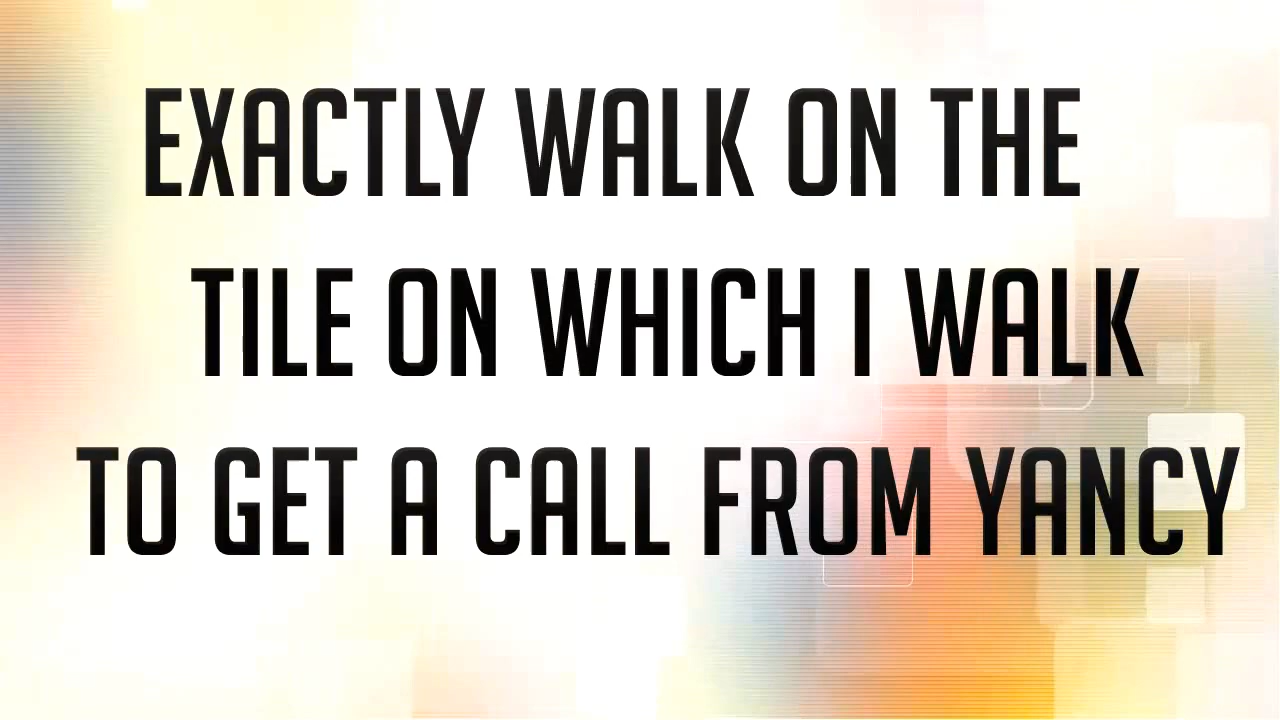 EXACTLY WALK ON THE
TILE ON WHICH I WALK
TO GET A CALL FROM YANCY